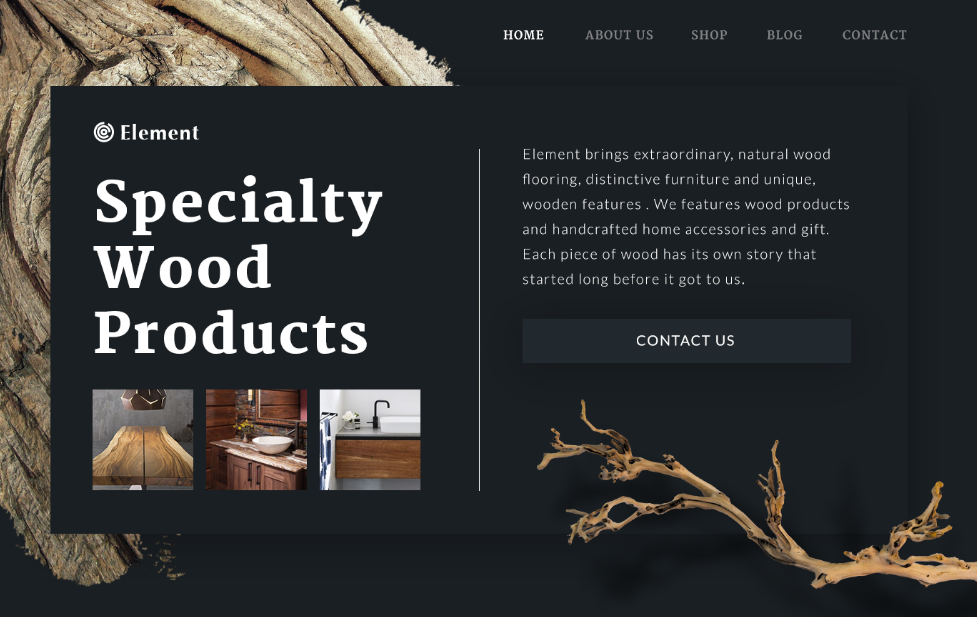 HOME ABOUT US SHOP BLOG CONTACT
Element
Specialty
Wood
Products
Element brings extraordinary, natural wood
flooring, distinctive furniture and unique,
wooden features . We features wood products
and handcrafted home accessories and gift.
Each piece of wood has its own story that
started long before it got to us.
CONTACT US